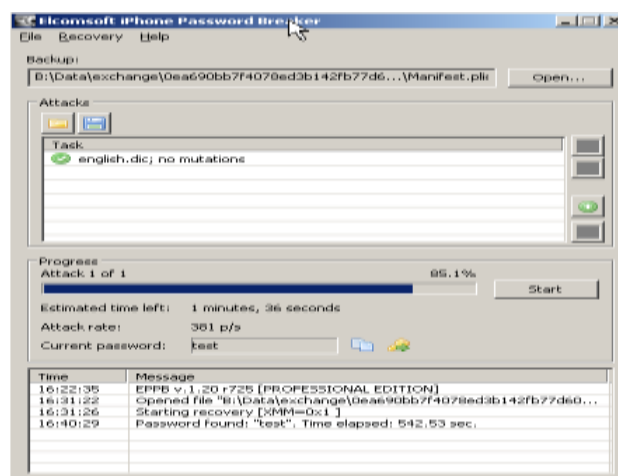 Elcomsoft iPhone Password Breaker
File Recovery Help
Backup:
B:\Data\exchange\0ea690bb7f4078ed3b142fb77d6...\Manifest.plis
Open...
Attacks
Task
english.dic; no mutations
Progress
Attack 1 of 1
85.1%
Start
Estimated time left: 1 minutes, 36 seconds
Attack rate: 381 p/s
Current password: test
Time Message
16:22:35 EPPB v.1.20 r725 [PROFESSIONAL EDITION]
16:31:22 Opened file "B:\Data\exchange\0ea690bb7f4078ed3b142fb77d60...
16:31:26 Starting recovery [XMM=0x1 ]
16:40:29 Password found: "test". Time elapsed: 542.53 sec.